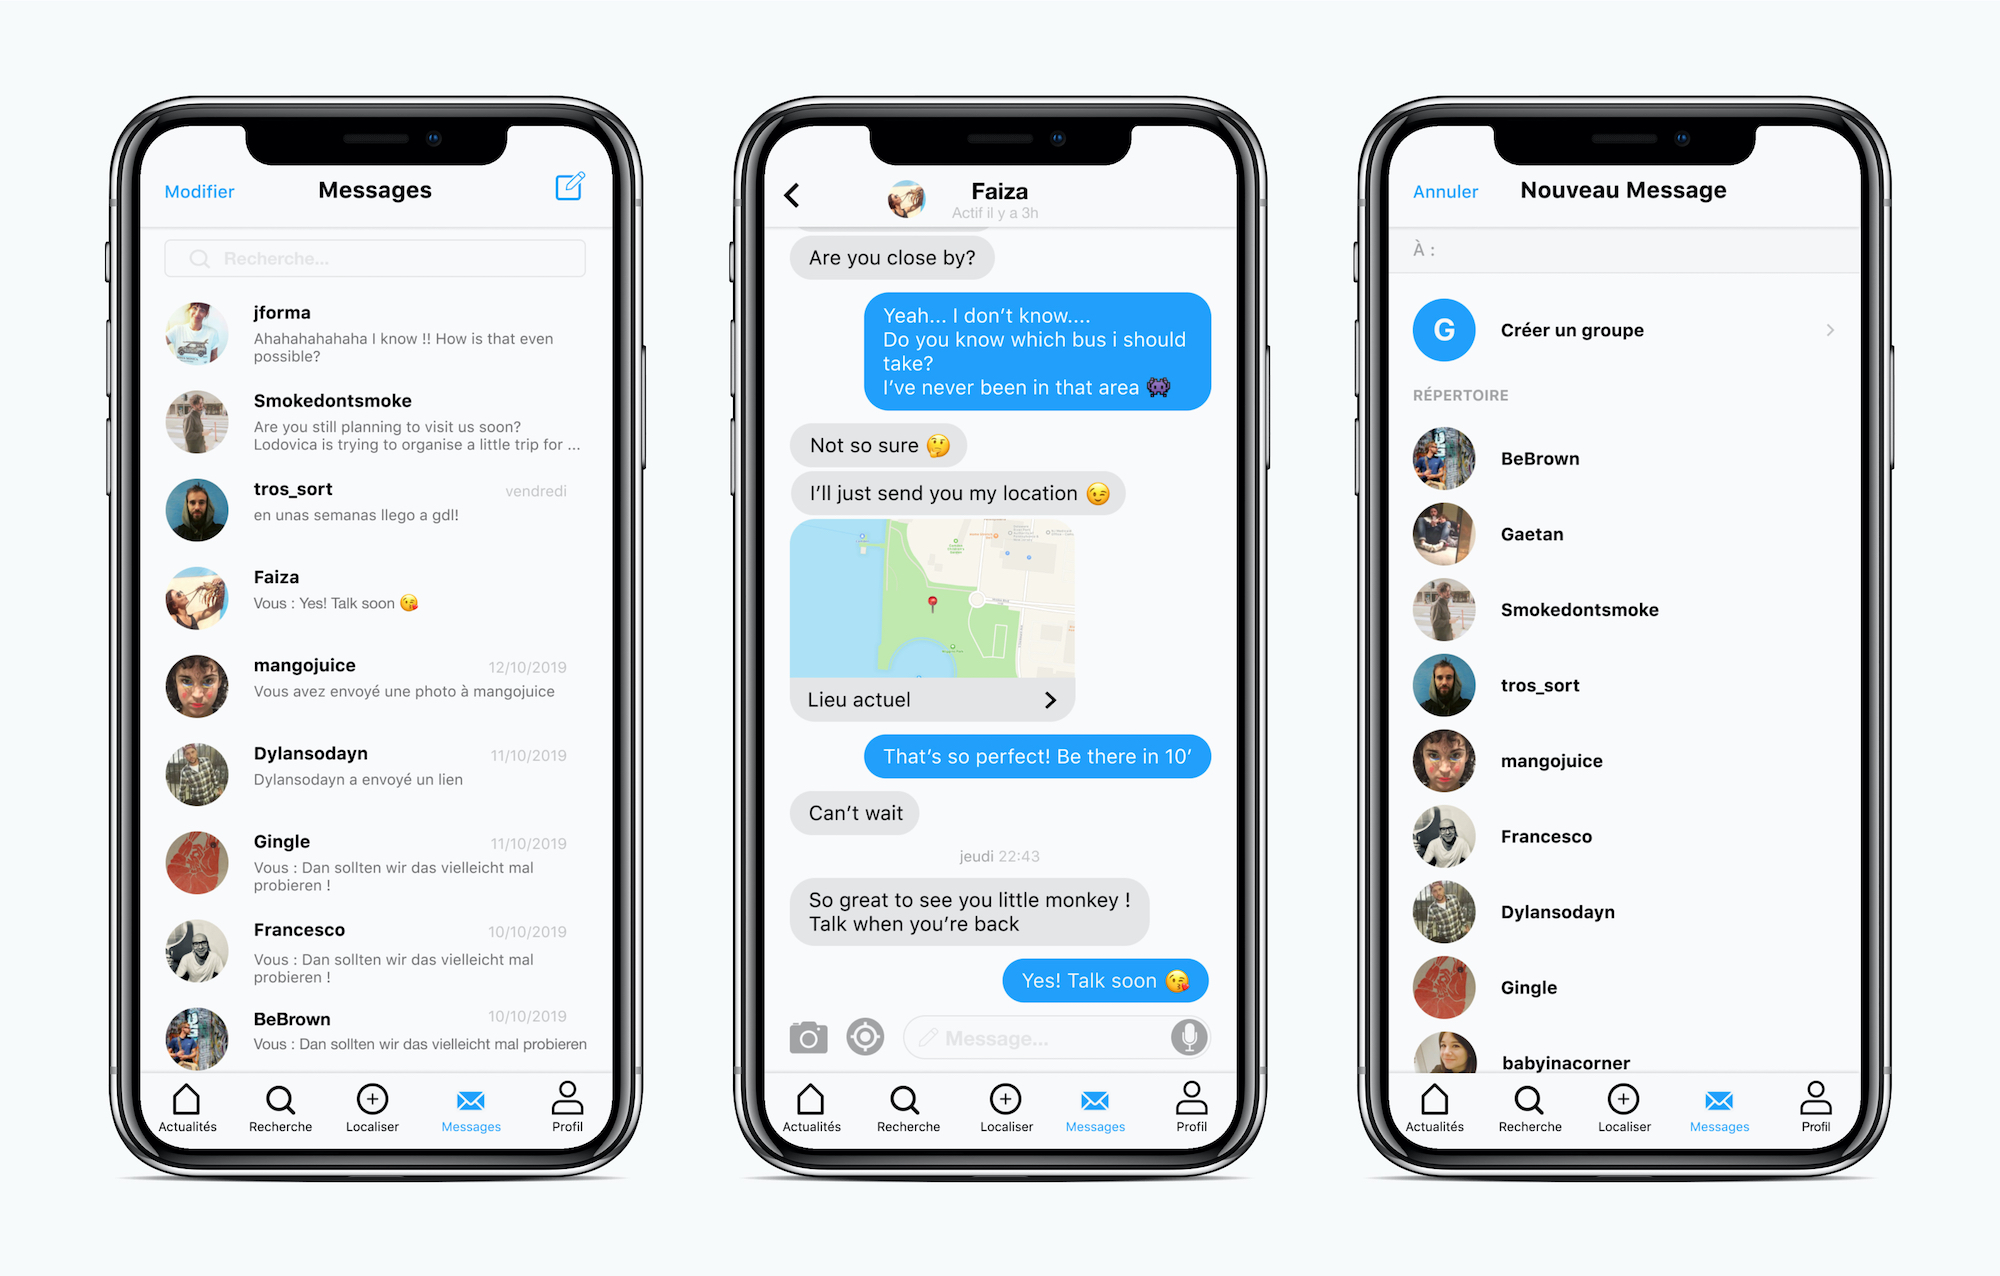 Modifier
Messages
Recherche...
jforma
Ahahahahahaha I know !! How is that even
possible?
Smokedontsmoke
Are you still planning to visit us soon?
Lodovica is trying to organise a little trip for ...
tros_sort
vendredi
en unas semanas llego a gdl!
Faiza
Vous : Yes! Talk soon 😘
mangojuice
12/10/2019
Vous avez envoyé une photo à mangojuice
Dylansodayn
11/10/2019
Dylansodayn a envoyé un lien
Gingle
11/10/2019
Vous : Dan sollten wir das vielleicht mal
probieren !
Francesco
10/10/2019
Vous : Dan sollten wir das vielleicht mal
probieren !
BeBrown
10/10/2019
Vous : Dan sollten wir das vielleicht mal probieren
Actualités
Recherche
Localiser
Messages
Profil
Faiza
Actif il y a 3h
Are you close by?
Yeah... I don't know....
Do you know which bus i should
take?
I've never been in that area 👾
Not so sure 🤔
I'll just send you my location 😉
Lieu actuel
That's so perfect! Be there in 10'
Can't wait
jeudi 22:43
So great to see you little monkey !
Talk when you're back
Yes! Talk soon 😘
Message...
Actualités
Recherche
Localiser
Messages
Profil
Annuler
Nouveau Message
À :
G
Créer un groupe
RÉPERTOIRE
BeBrown
Gaetan
Smokedontsmoke
tros_sort
mangojuice
Francesco
Dylansodayn
Gingle
babyinacorner
Actualités
Recherche
Localiser
Messages
Profil